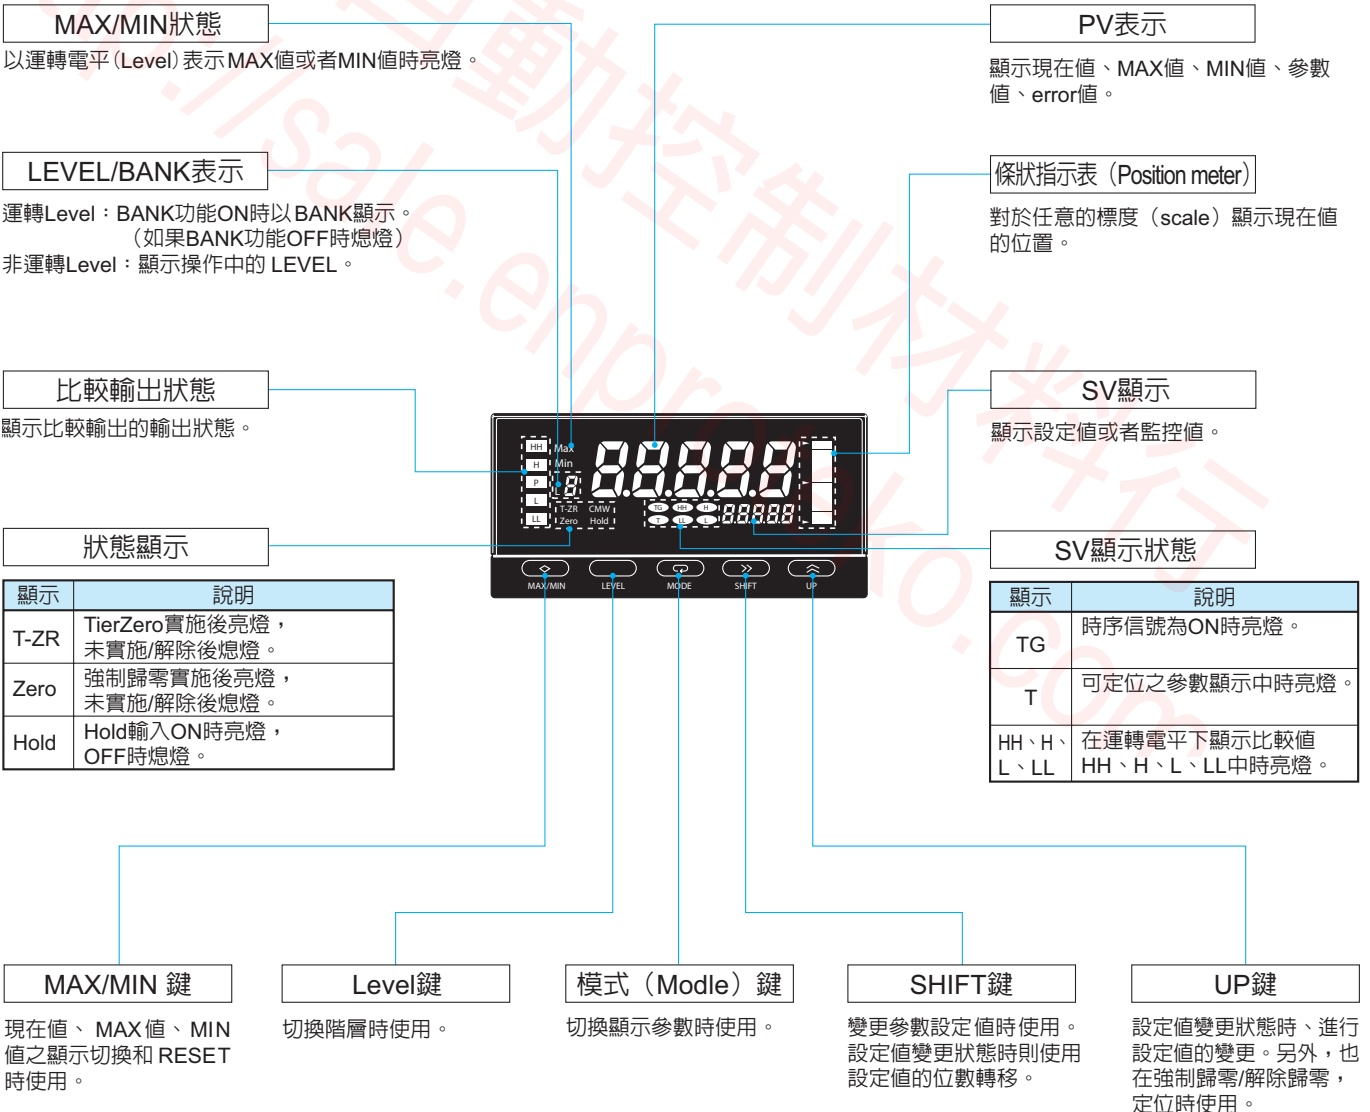 MAX/MIN狀態
以運轉電平(Level)表示MAX值或者MIN值時亮燈。
LEVEL/BANK表示
運轉Level：BANK功能ON時以BANK顯示。
（如果BANK功能OFF時熄燈）
非運轉Level：顯示操作中的 LEVEL。
比較輸出狀態
顯示比較輸出的輸出狀態。
狀態顯示
顯示 說明
T-ZR TierZero實施後亮燈，
未實施/解除後熄燈。
Zero 強制歸零實施後亮燈，
未實施/解除後熄燈。
Hold Hold輸入ON時亮燈，
OFF時熄燈。
PV表示
顯示現在值、MAX值、MIN值、參數
值、error值。
條狀指示表（Position meter）
對於任意的標度（scale）顯示現在值
的位置。
SV顯示
顯示設定值或者監控值。
SV顯示狀態
顯示 說明
TG 時序信號為ON時亮燈。
T 可定位之參數顯示中時亮燈。
HH、H、 在運轉電平下顯示比較值
L、LL HH、H、L、LL中時亮燈。
HH
H
P
L
LL
Max
Min
8
88888
T-ZR CMW
Zero Hold
TG HH H
T LL L
88888
MAX/MIN LEVEL MODE SHIFT UP
MAX/MIN 鍵
現在值、 MAX值、MIN
值之顯示切換和 RESET
時使用。
Level鍵
切換階層時使用。
模式（Modle）鍵
切換顯示參數時使用。
SHIFT鍵
變更參數設定值時使用。
設定值變更狀態時則使用
設定值的位數轉移。
UP鍵
設定值變更狀態時、進行
設定值的變更。另外，也
在強制歸零/解除歸零，
定位時使用。
自動控制材料行
http://sale.enprateko.com